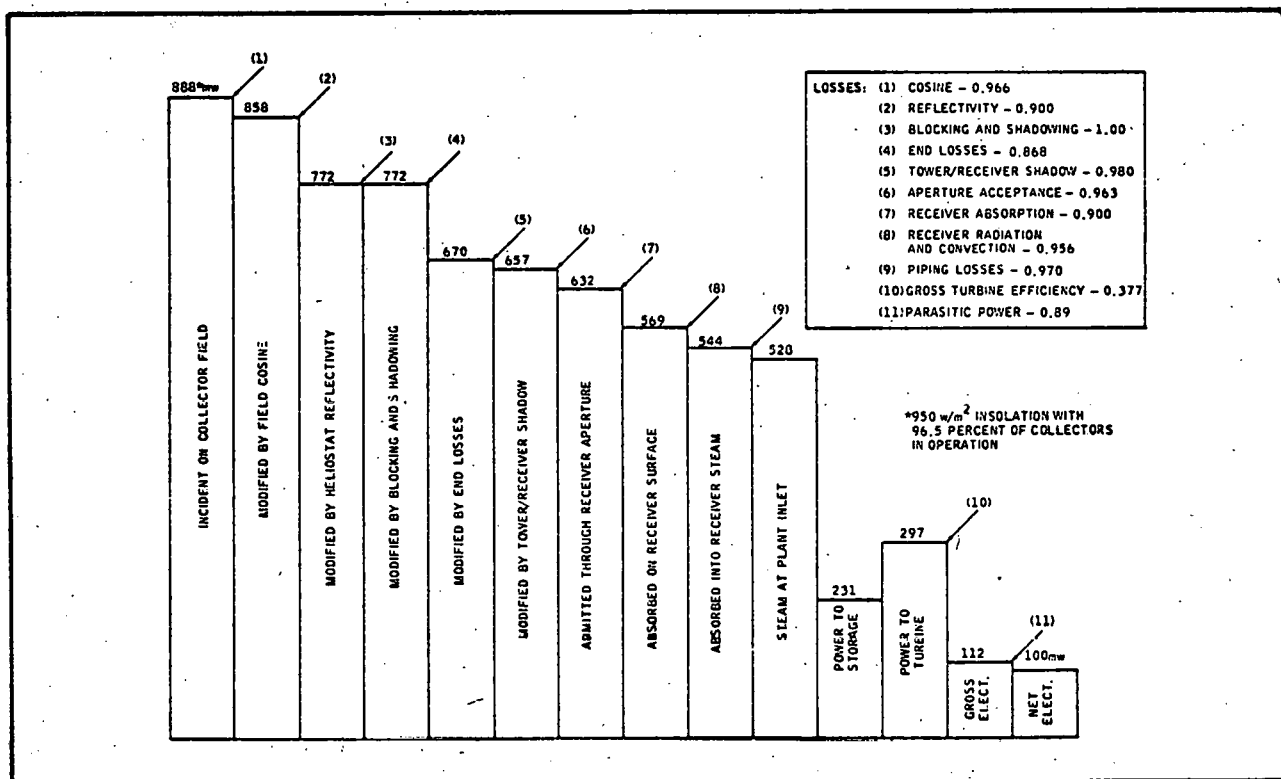 (1)
888*mw
(2)
858
(3)
772
772
(4)
(5)
670
657
(6)
632
(7)
569
(8)
544
(9)
528
231
297
(10)
112
(11)
100mw
INCIDENT ON COLLECTOR FIELD
MODIFIED BY FIELD COSINE
MODIFIED BY HELIOSTAT REFLECTIVITY
MODIFIED BY BLOCKING AND SHADOWING
MODIFIED BY END LOSSES
MODIFIED BY TOWER/RECEIVER SHADOW
ADMITTED THROUGH RECEIVER APERTURE
ABSORBED ON RECEIVER SURFACE
ABSORBED INTO RECEIVER STEAM
STEAM AT PLANT INLET
POWER TO
STORAGE
POWER TO
TURBINE
GROSS
ELECT.
NET
ELECT.
LOSSES: (1) COSINE – 0.966
(2) REFLECTIVITY – 0.900
(3) BLOCKING AND SHADOWING – 1.00
(4) END LOSSES – 0.868
(5) TOWER/RECEIVER SHADOW – 0.980
(6) APERTURE ACCEPTANCE – 0.963
(7) RECEIVER ABSORPTION – 0.900
(8) RECEIVER RADIATION
AND CONVECTION – 0.956
(9) PIPING LOSSES – 0.970
(10) GROSS TURBINE EFFICIENCY – 0.377
(11) PARASITIC POWER – 0.89
*950 w/m² INSOLATION WITH
96.5 PERCENT OF COLLECTORS
IN OPERATION